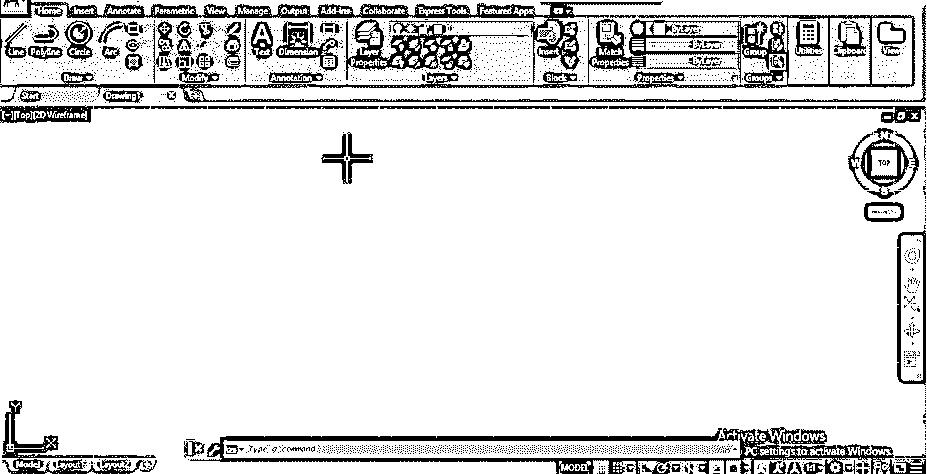 Home Insert Annotate Parametric View Manage Output Add-ins Collaborate Express Tools Featured Apps
Line Polyline Circle Arc Text Dimension Layer Properties Insert Match Properties ByLayer Group Utilities Clipboard View
ByLayer
ByLayer
Draw Modify Annotation Layers Block Properties Groups
Start Drawing1
[−][Top][2D Wireframe]
N
W TOP E
S
Y
X
Type a command
Activate Windows
PC settings to activate Windows.
Model Layout1 Layout2
MODEL